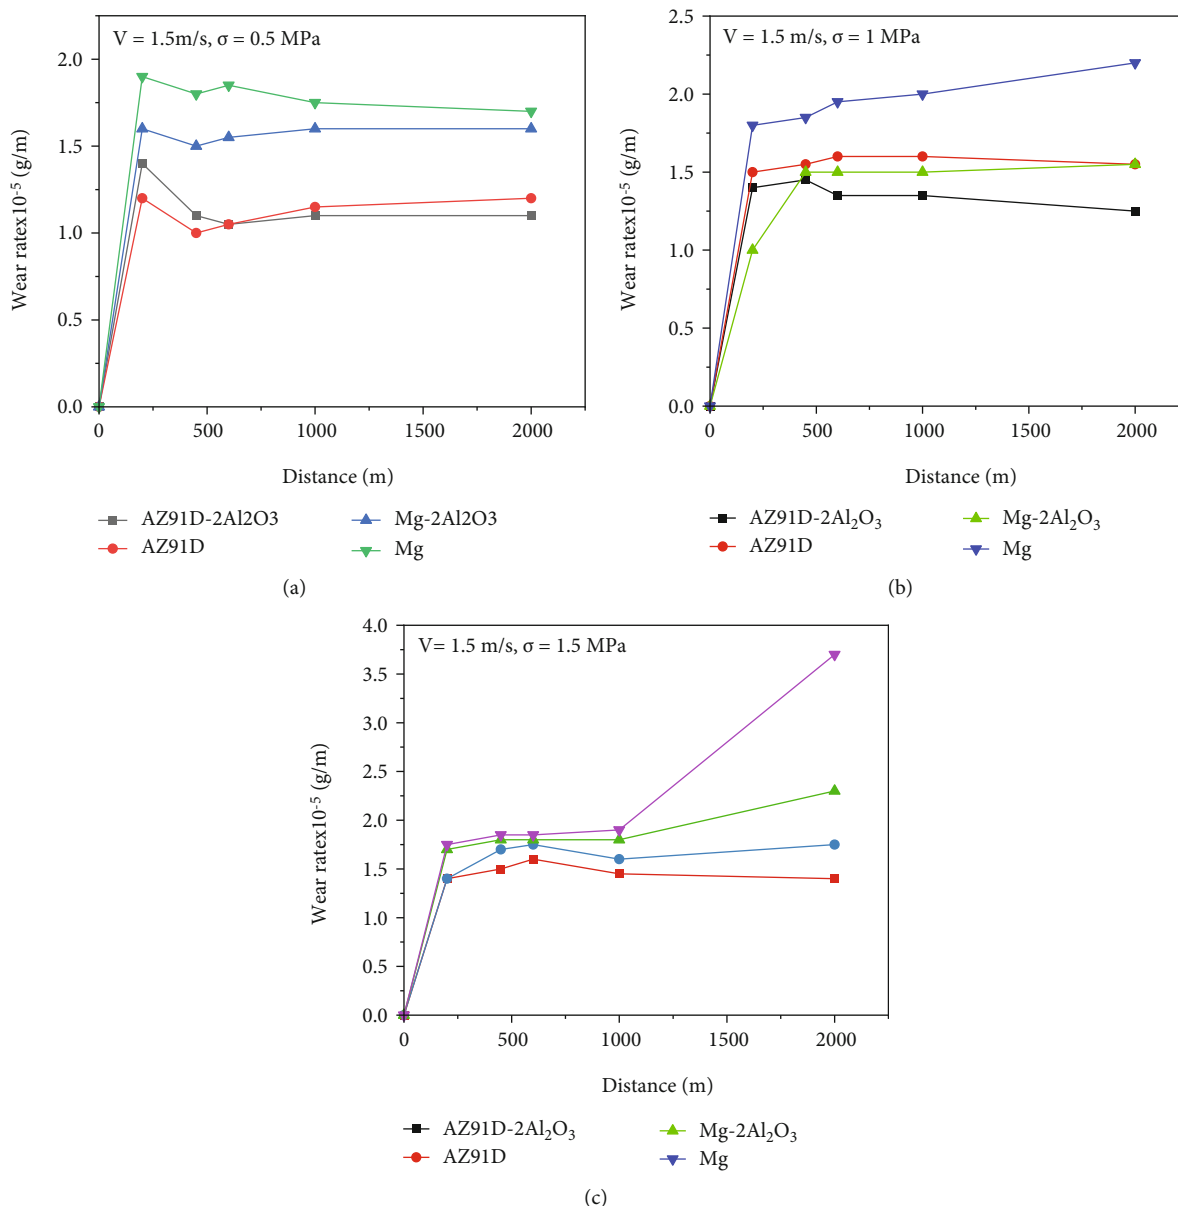 V = 1.5m/s, σ = 0.5 MPa
2.0
1.5
1.0
0.5
0.0
Wear ratex10⁻⁵ (g/m)
0 500 1000 1500 2000
Distance (m)
AZ91D-2Al2O3 Mg-2Al2O3
AZ91D Mg
(a)
V = 1.5 m/s, σ = 1 MPa
2.5
2.0
1.5
1.0
0.5
0.0
Wear ratex10⁻⁵ (g/m)
0 500 1000 1500 2000
Distance (m)
AZ91D-2Al₂O₃ Mg-2Al₂O₃
AZ91D Mg
(b)
V= 1.5 m/s, σ = 1.5 MPa
4.0
3.5
3.0
2.5
2.0
1.5
1.0
0.5
0.0
Wear ratex10⁻⁵ (g/m)
0 500 1000 1500 2000
Distance (m)
AZ91D-2Al₂O₃ Mg-2Al₂O₃
AZ91D Mg
(c)